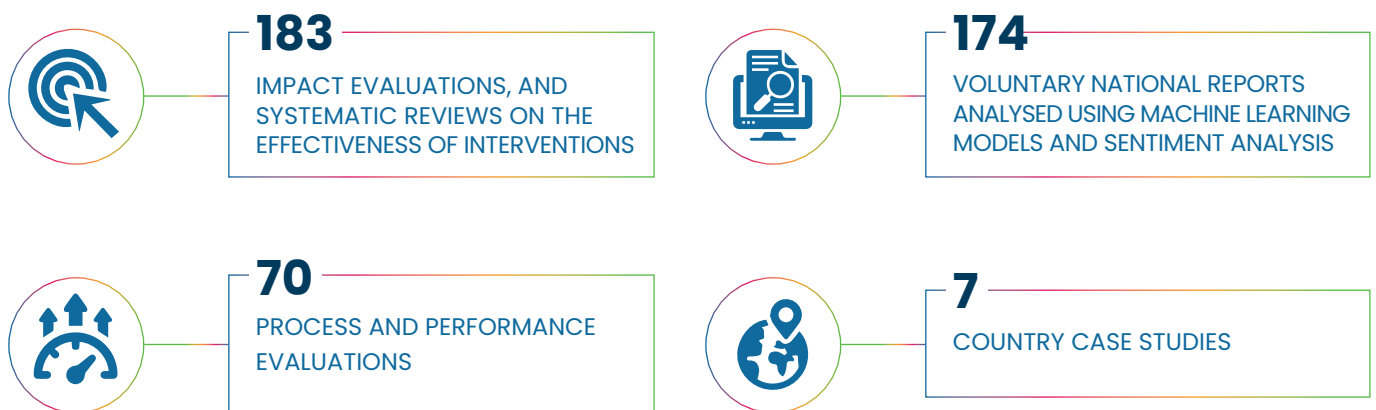 183
IMPACT EVALUATIONS, AND
SYSTEMATIC REVIEWS ON THE
EFFECTIVENESS OF INTERVENTIONS
174
VOLUNTARY NATIONAL REPORTS
ANALYSED USING MACHINE LEARNING
MODELS AND SENTIMENT ANALYSIS
70
PROCESS AND PERFORMANCE
EVALUATIONS
7
COUNTRY CASE STUDIES